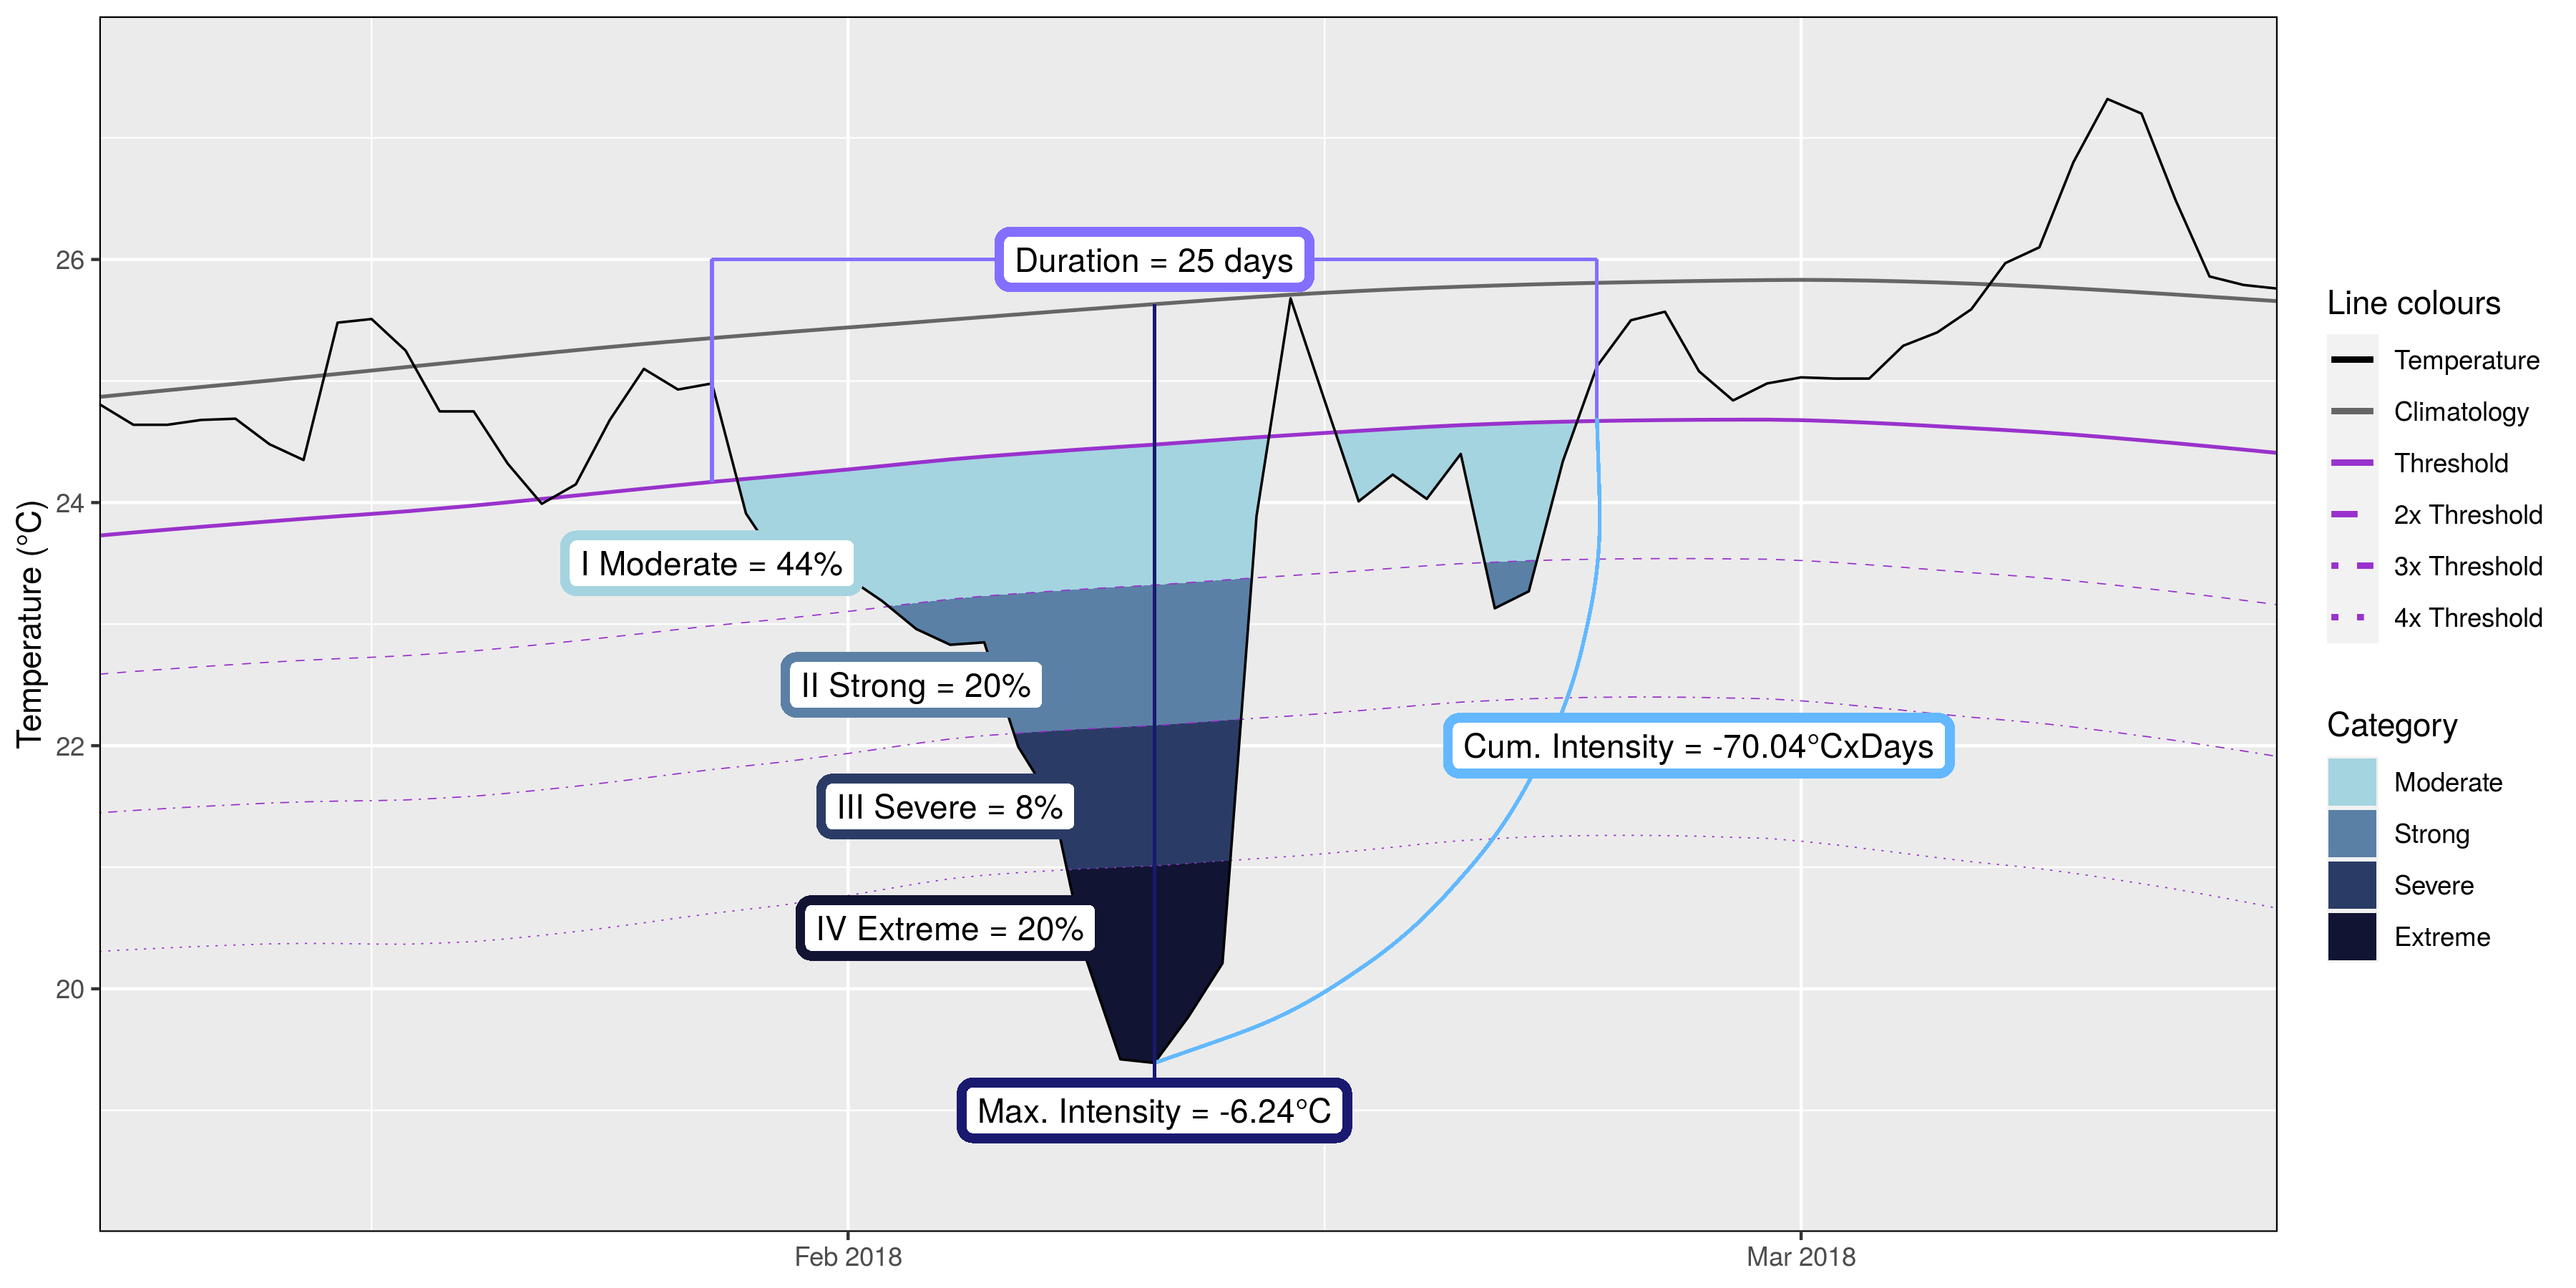 26
24
22
20
Temperature (°C)
Feb 2018
Mar 2018
Duration = 25 days
I Moderate = 44%
II Strong = 20%
III Severe = 8%
IV Extreme = 20%
Cum. Intensity = -70.04°CxDays
Max. Intensity = -6.24°C
Line colours
Temperature
Climatology
Threshold
2x Threshold
3x Threshold
4x Threshold
Category
Moderate
Strong
Severe
Extreme